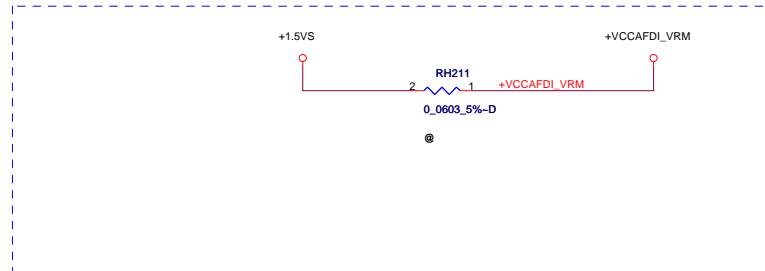 +1.5VS
+VCCAFDI_VRM
RH211
2
1
+VCCAFDI_VRM
0_0603_5%~D
@